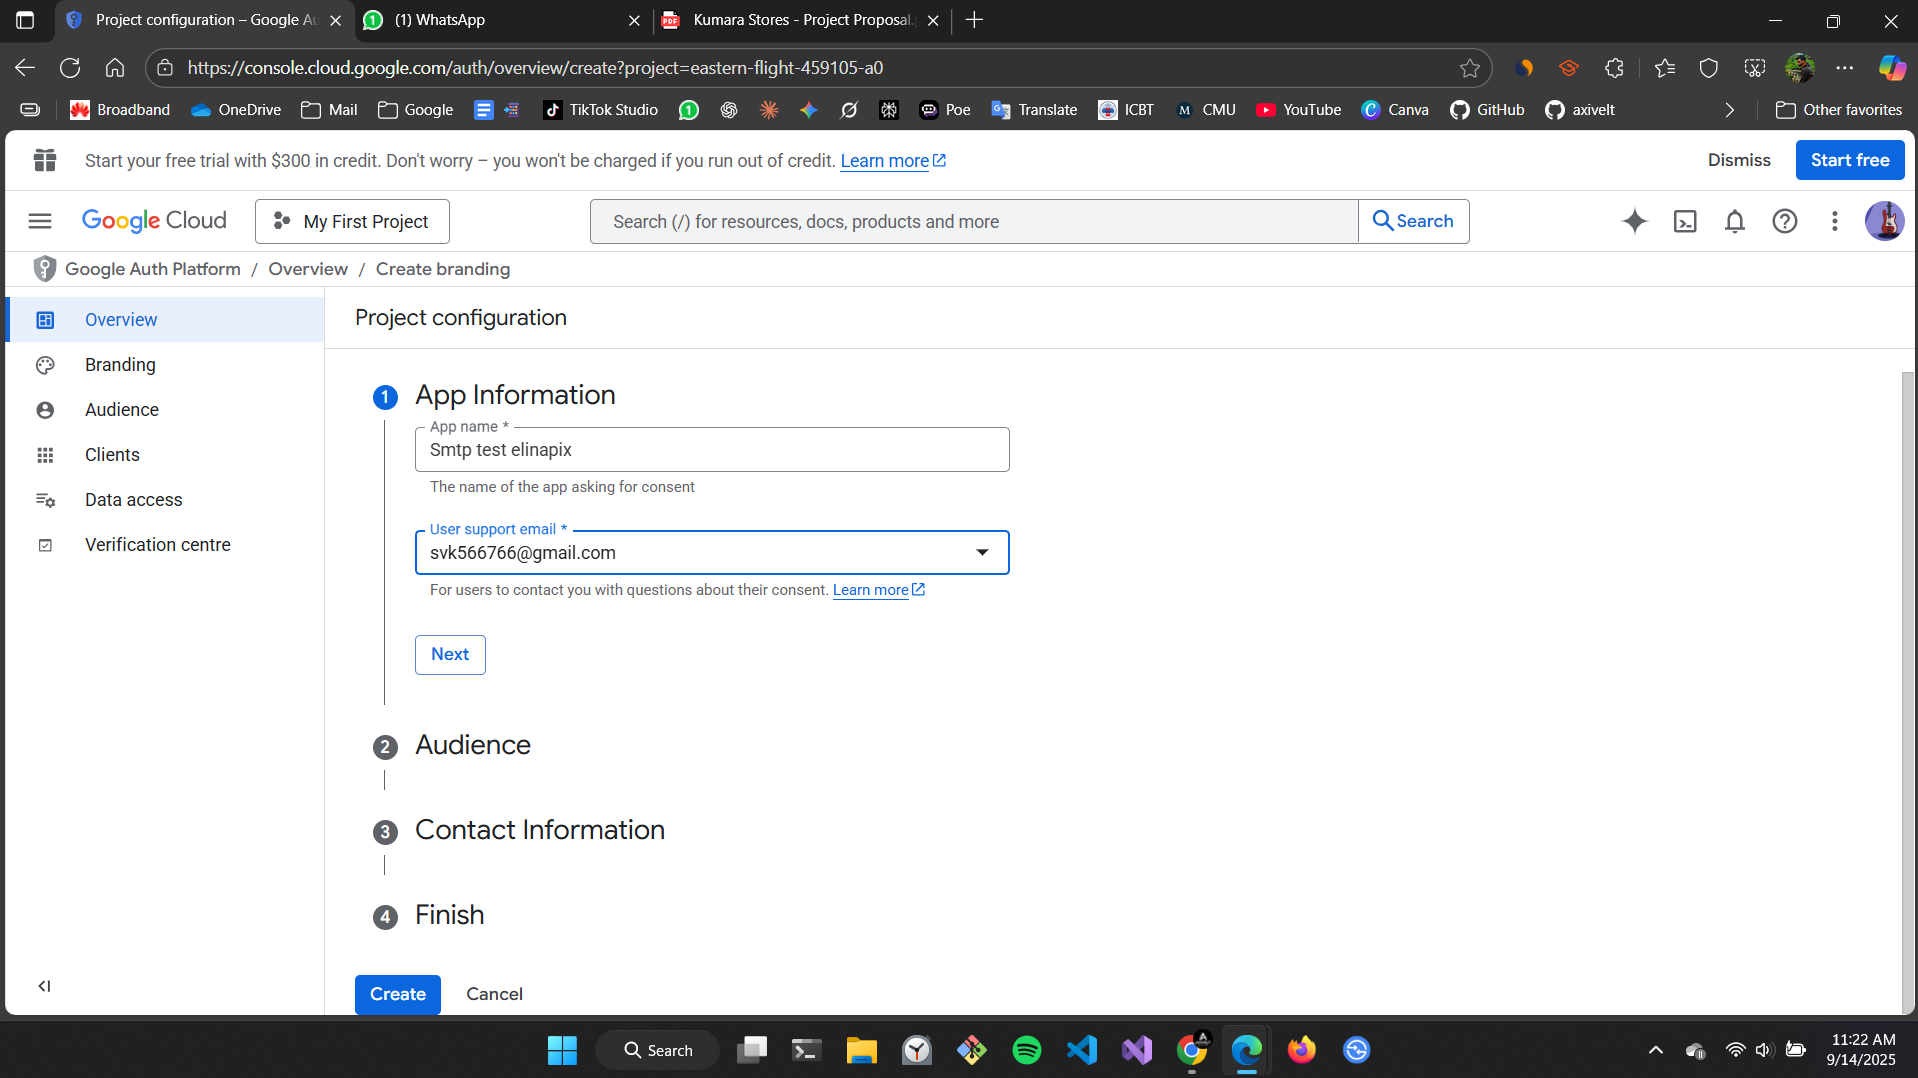 Project configuration – Google Au
(1) WhatsApp
Kumara Stores - Project Proposal.
https://console.cloud.google.com/auth/overview/create?project=eastern-flight-459105-a0
Broadband
OneDrive
Mail
Google
TikTok Studio
Poe
Translate
ICBT
CMU
YouTube
Canva
GitHub
axivelt
Other favorites
Start your free trial with $300 in credit. Don't worry – you won't be charged if you run out of credit. Learn more
Dismiss
Start free
Google Cloud
My First Project
Search (/) for resources, docs, products and more
Search
Google Auth Platform / Overview / Create branding
Overview
Branding
Audience
Clients
Data access
Verification centre
Project configuration
1 App Information
App name *
Smtp test elinapix
The name of the app asking for consent
User support email *
svk566766@gmail.com
For users to contact you with questions about their consent. Learn more
Next
2 Audience
3 Contact Information
4 Finish
Create
Cancel
Search
11:22 AM
9/14/2025